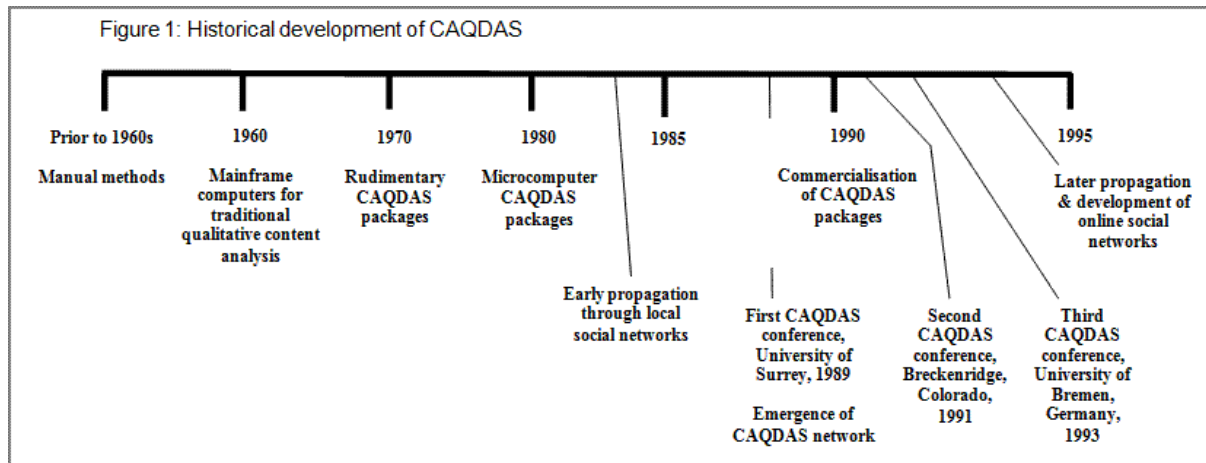 Figure 1: Historical development of CAQDAS
Prior to 1960s
Manual methods
1960
Mainframe
computers for
traditional
qualitative content
analysis
1970
Rudimentary
CAQDAS
packages
1980
Microcomputer
CAQDAS
packages
Early propagation
through local
social networks
1985
First CAQDAS
conference,
University of
Surrey, 1989
Emergence of
CAQDAS network
1990
Commercialisation
of CAQDAS
packages
Second
CAQDAS
conference,
Breckenridge,
Colorado,
1991
Third
CAQDAS
conference,
University of
Bremen,
Germany,
1993
1995
Later propagation
& development of
online social
networks